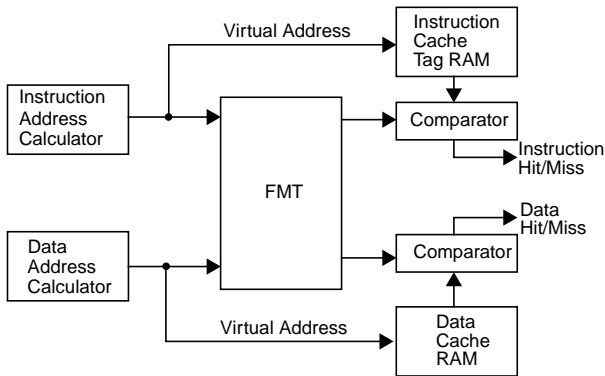 Virtual Address
Instruction
Cache
Tag RAM
Instruction
Address
Calculator
Comparator
Instruction
Hit/Miss
FMT
Data
Hit/Miss
Data
Address
Calculator
Comparator
Virtual Address
Data
Cache
RAM